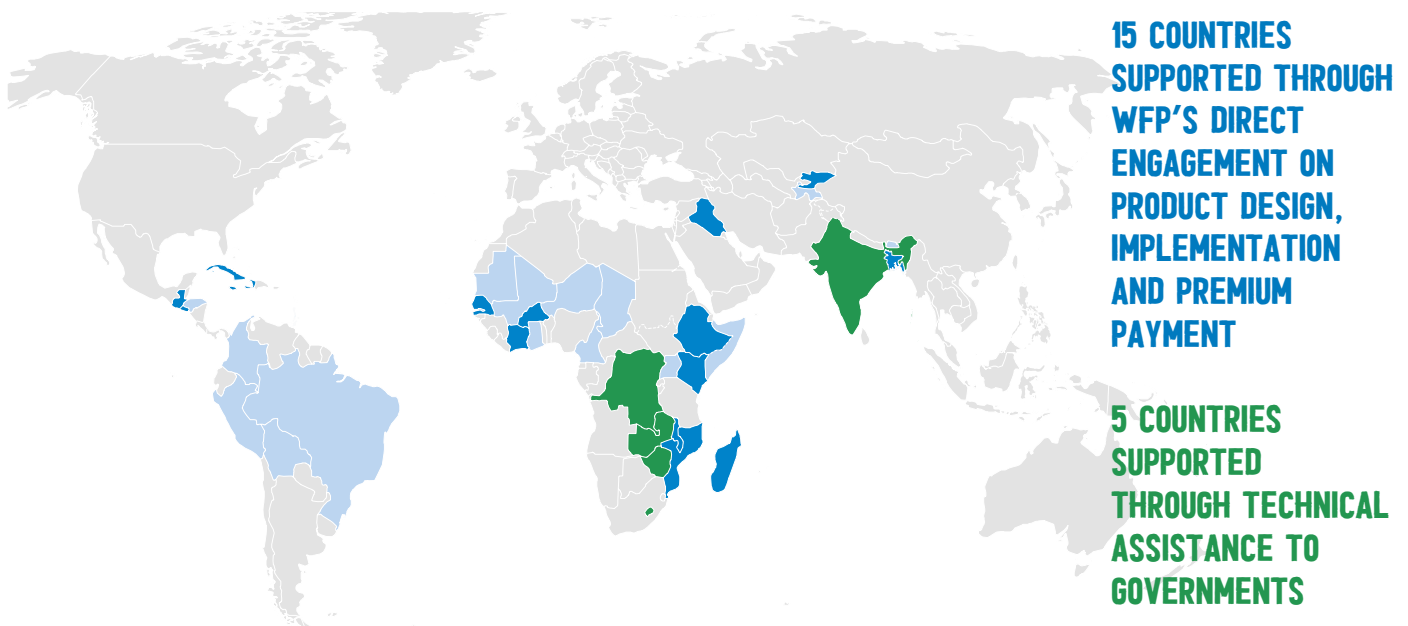 15 COUNTRIES
SUPPORTED THROUGH
WFP'S DIRECT
ENGAGEMENT ON
PRODUCT DESIGN,
IMPLEMENTATION
AND PREMIUM
PAYMENT
5 COUNTRIES
SUPPORTED
THROUGH TECHNICAL
ASSISTANCE TO
GOVERNMENTS